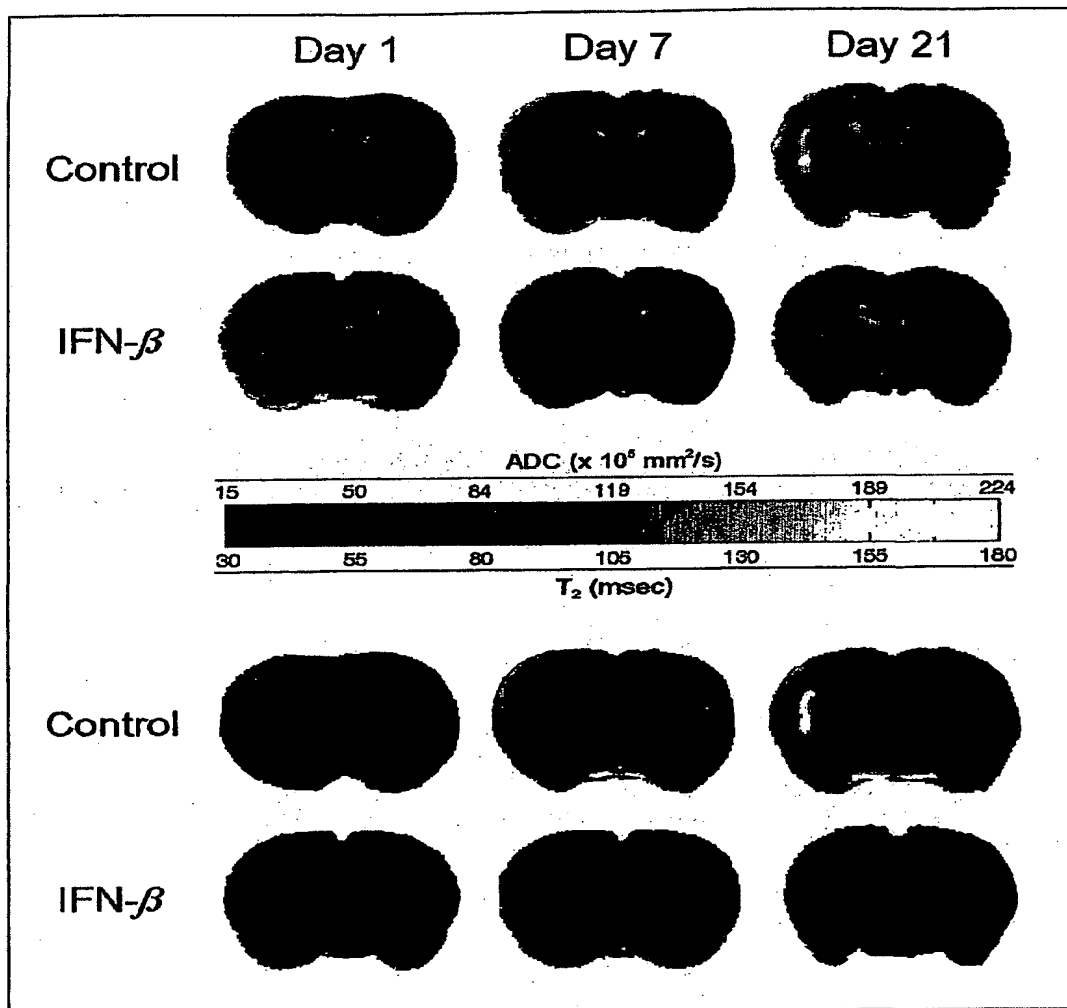 Day 1 Day 7 Day 21
Control
IFN-β
ADC (x 10⁵ mm²/s)
15 50 84 119 154 189 224
30 55 80 105 130 155 180
T₂ (msec)
Control
IFN-β